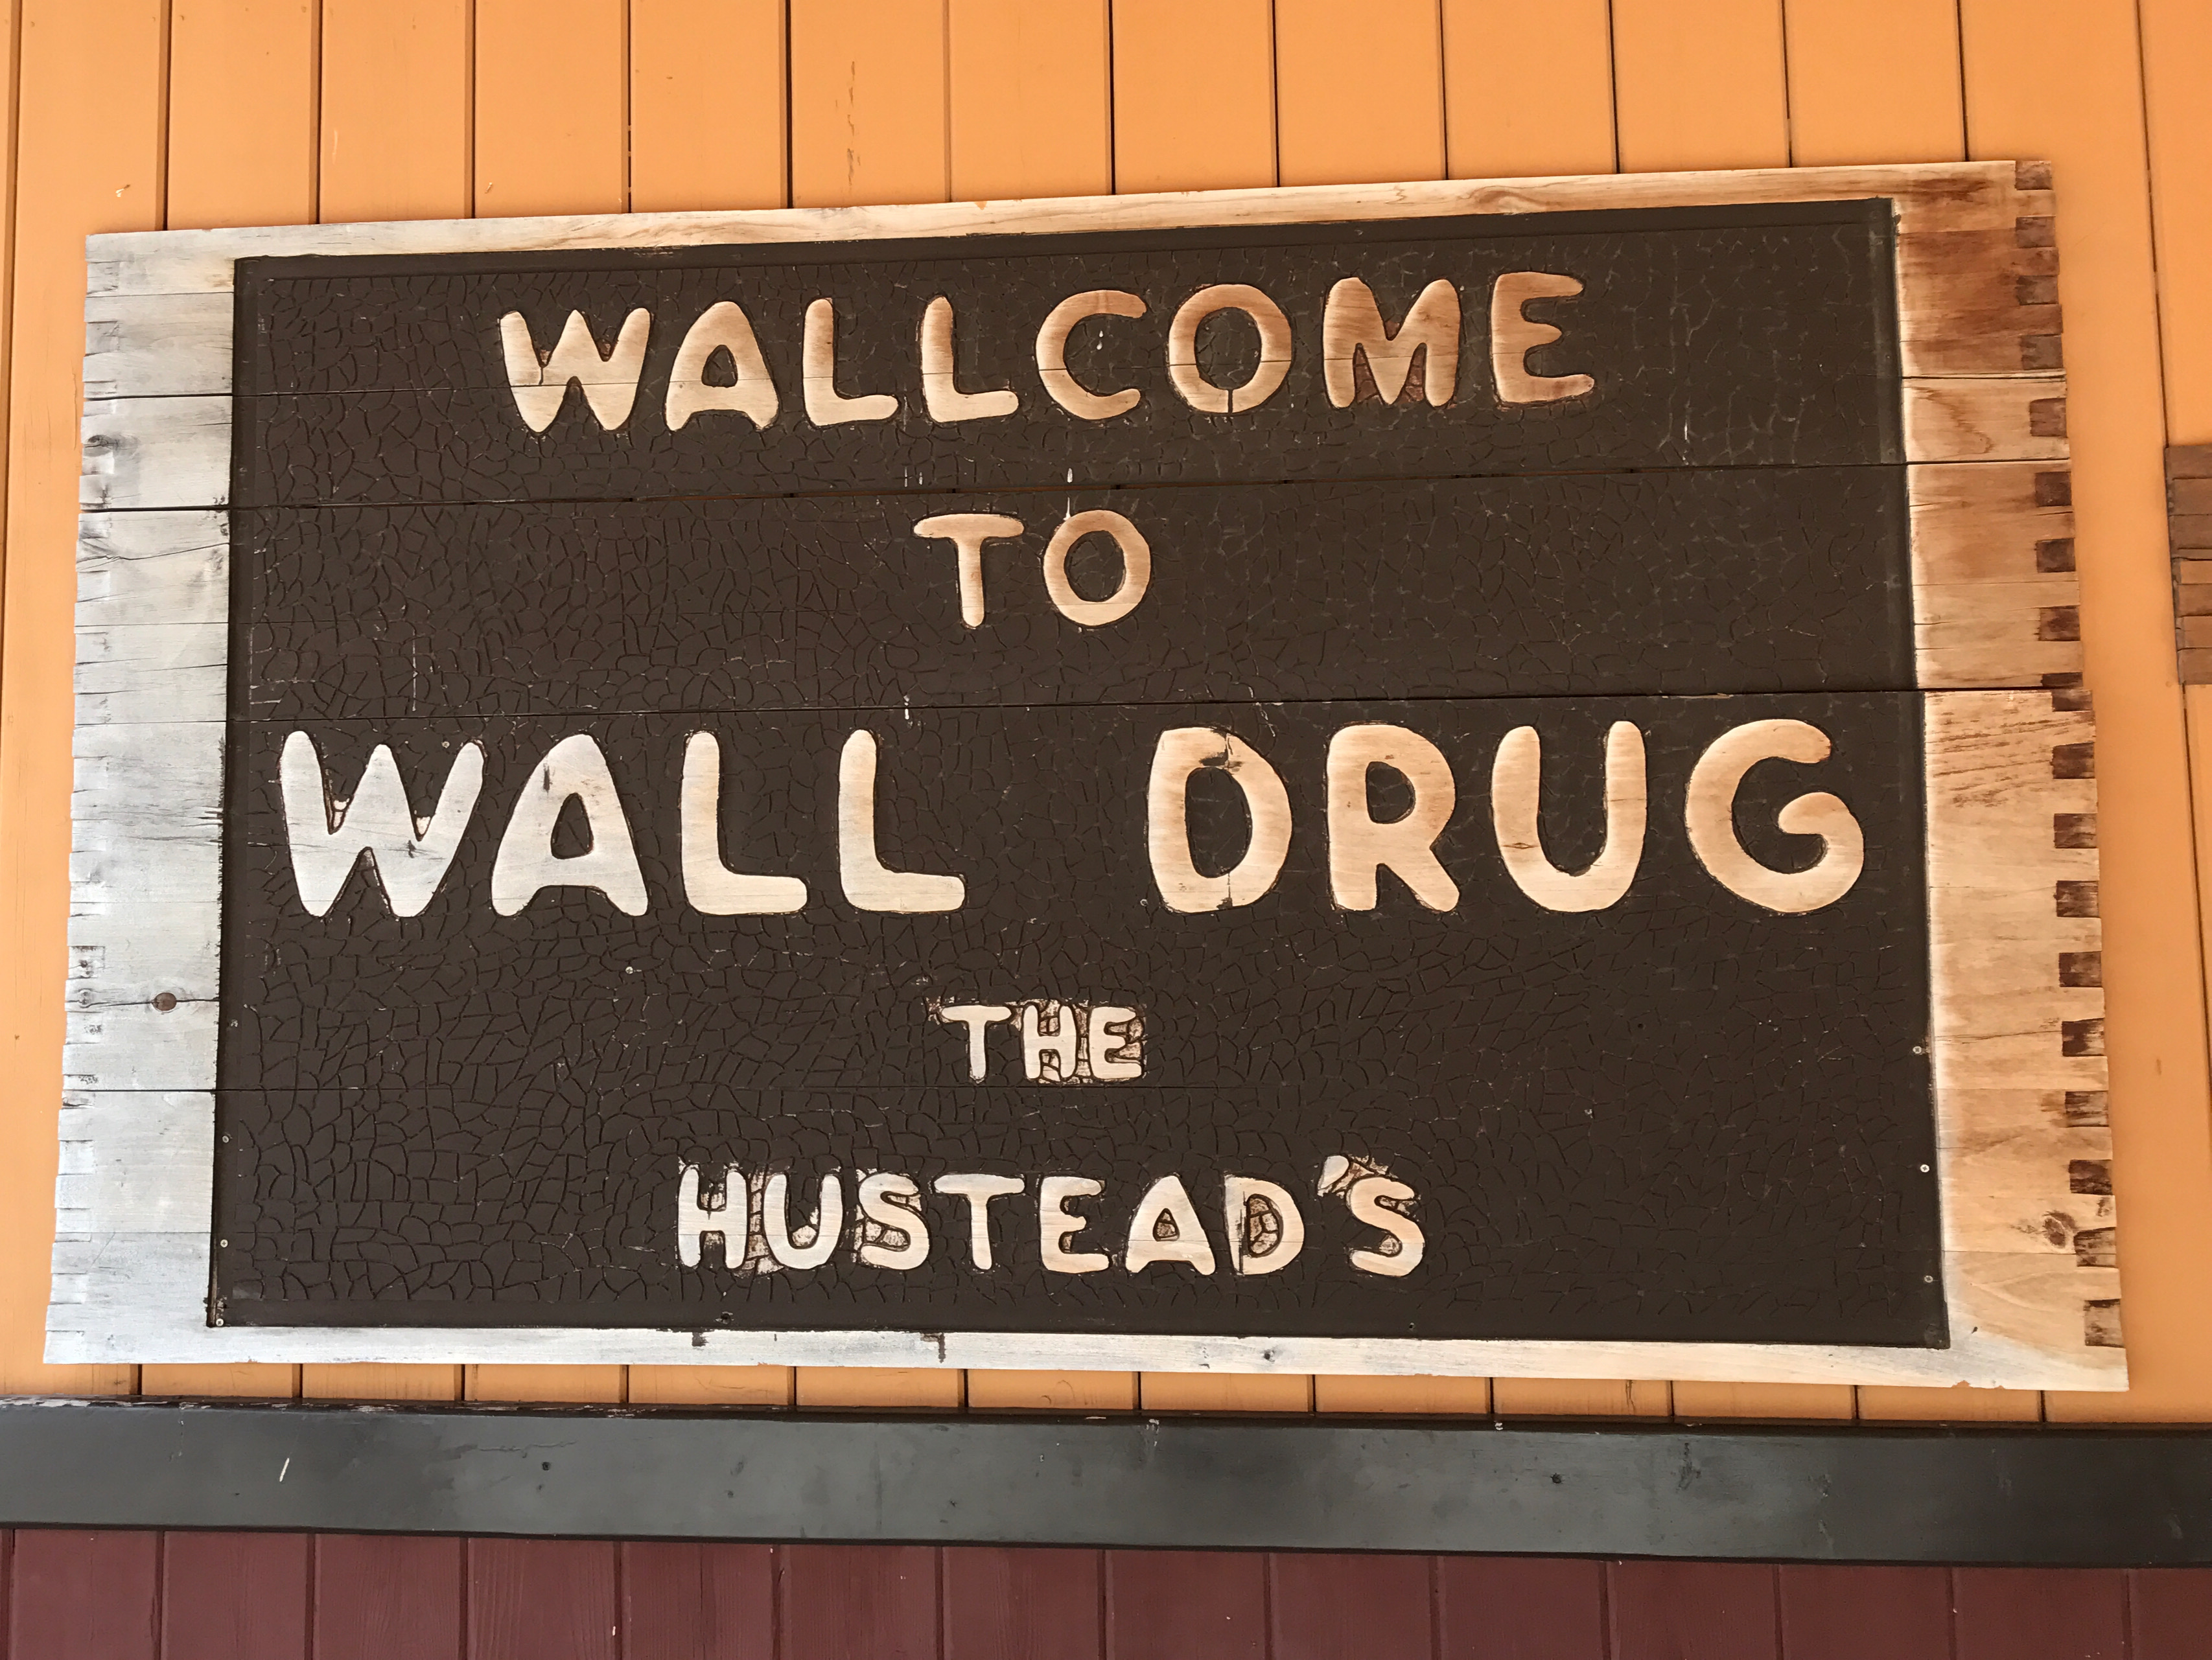 WALLCOME
TO
WALL DRUG
THE
HUSTEAD'S